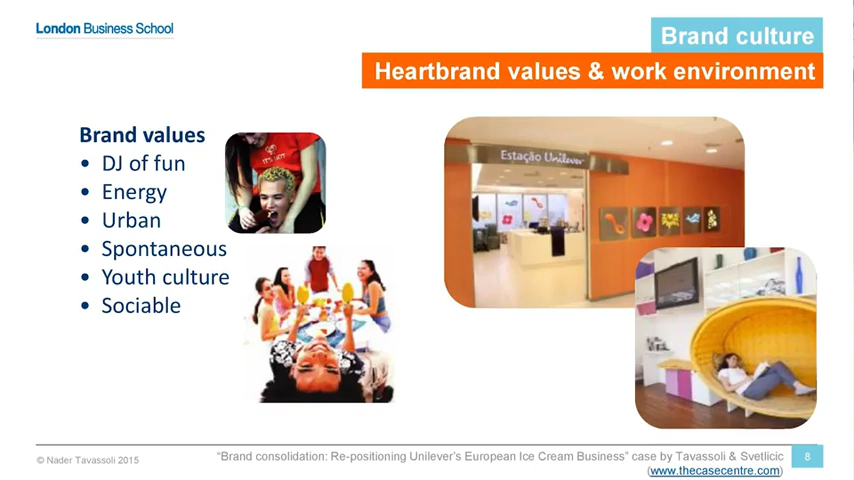 London Business School
Brand culture
Heartbrand values & work environment
Brand values
• DJ of fun
• Energy
• Urban
• Spontaneous
• Youth culture
• Sociable
Estação Unilever
© Nader Tavassoli 2015
“Brand consolidation: Re-positioning Unilever’s European Ice Cream Business” case by Tavassoli & Svetlicic
(www.thecasecentre.com)
8